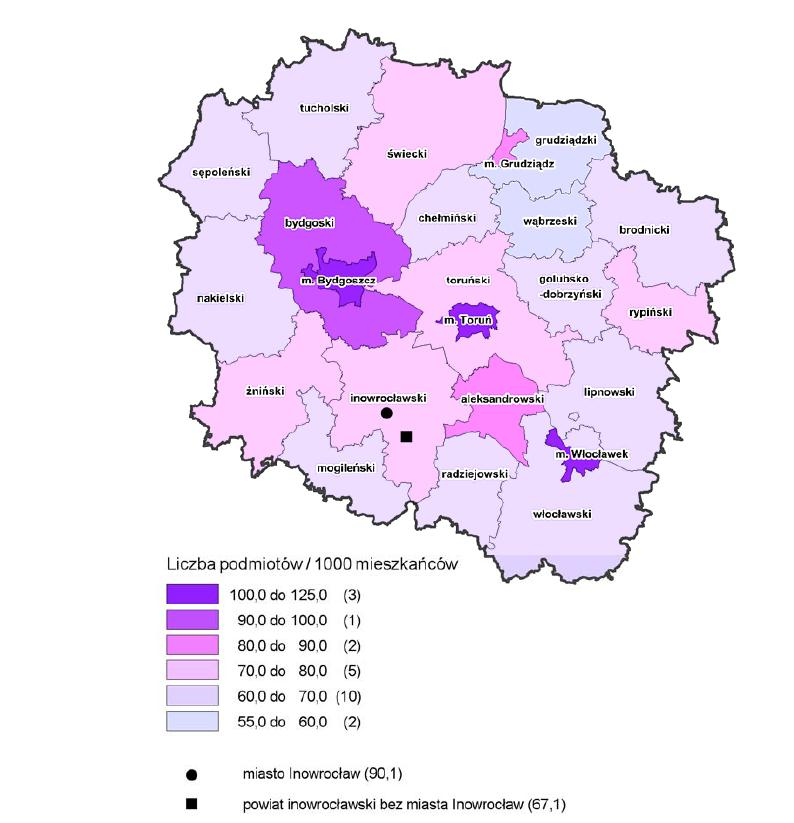 tucholski
grudziądzki
świecki
m. Grudziądz
sępoleński
chełmiński
wąbrzeski
bydgoski
brodnicki
m. Bydgoszcz
toruński
golubsko
-dobrzyński
nakielski
rypiński
m. Toruń
żniński
inowrocławski
aleksandrowski
lipnowski
m. Włocławek
mogileński
radziejowski
włocławski
Liczba podmiotów / 1000 mieszkańców
100,0 do 125,0 (3)
90,0 do 100,0 (1)
80,0 do 90,0 (2)
70,0 do 80,0 (5)
60,0 do 70,0 (10)
55,0 do 60,0 (2)
miasto Inowrocław (90,1)
powiat inowrocławski bez miasta Inowrocław (67,1)